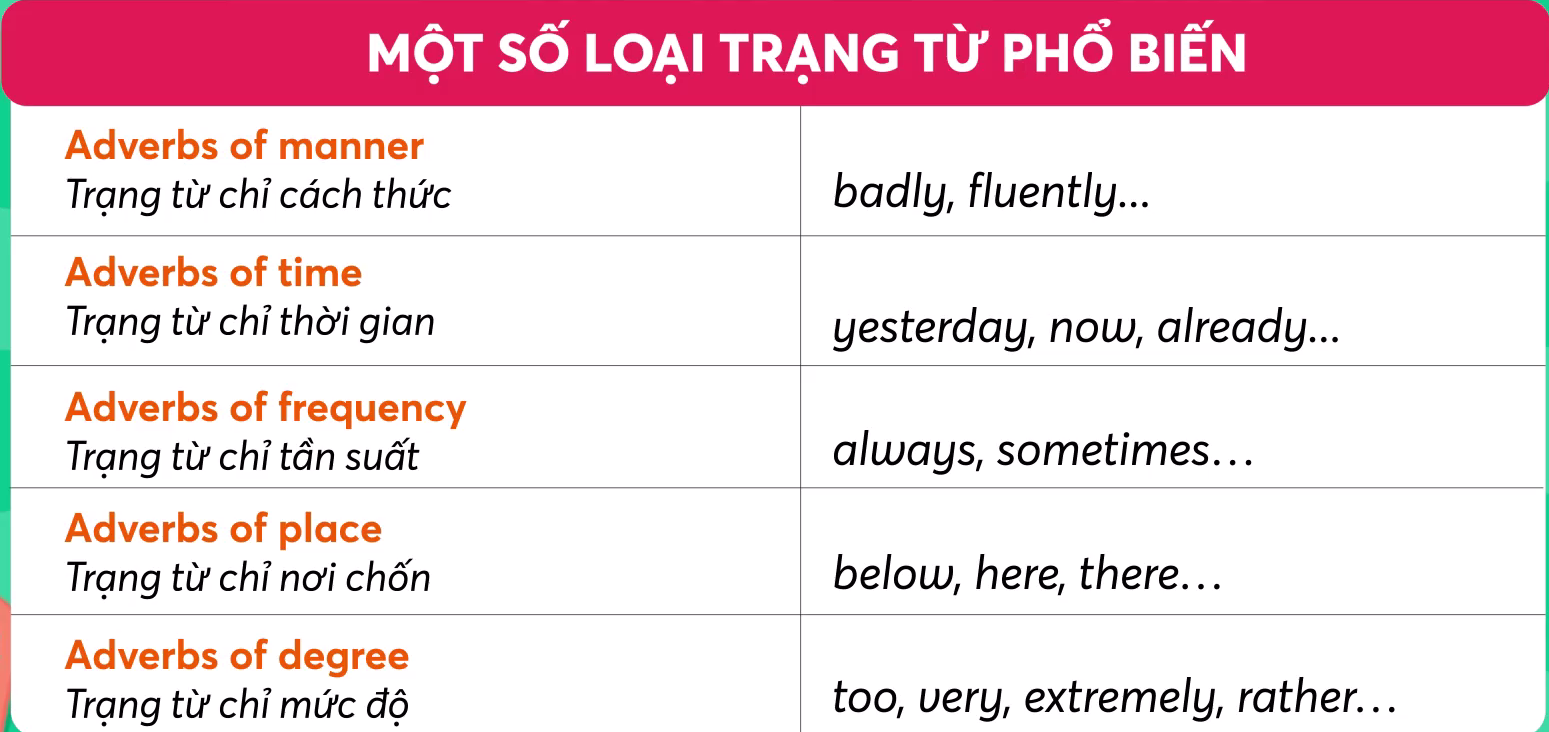 MỘT SỐ LOẠI TRẠNG TỪ PHỔ BIẾN
Adverbs of manner
Trạng từ chỉ cách thức
badly, fluently...
Adverbs of time
Trạng từ chỉ thời gian
yesterday, now, already...
Adverbs of frequency
Trạng từ chỉ tần suất
always, sometimes...
Adverbs of place
Trạng từ chỉ nơi chốn
below, here, there...
Adverbs of degree
Trạng từ chỉ mức độ
too, very, extremely, rather...